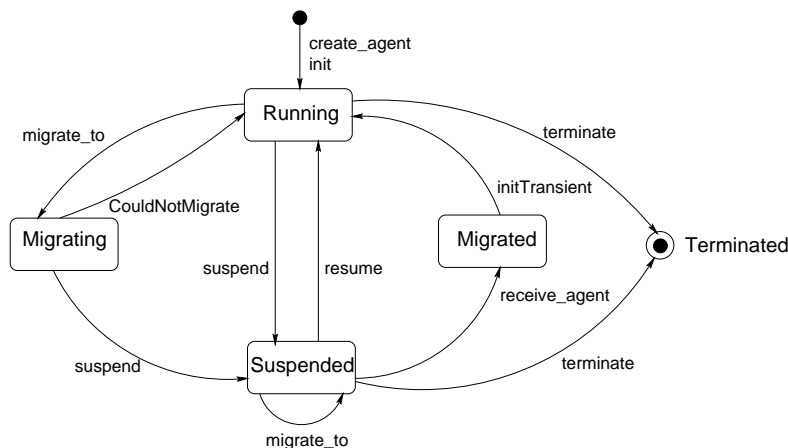 create_agent
init
Running
migrate_to
terminate
CouldNotMigrate
initTransient
Migrating
Migrated
Terminated
suspend
resume
receive_agent
suspend
Suspended
terminate
migrate_to